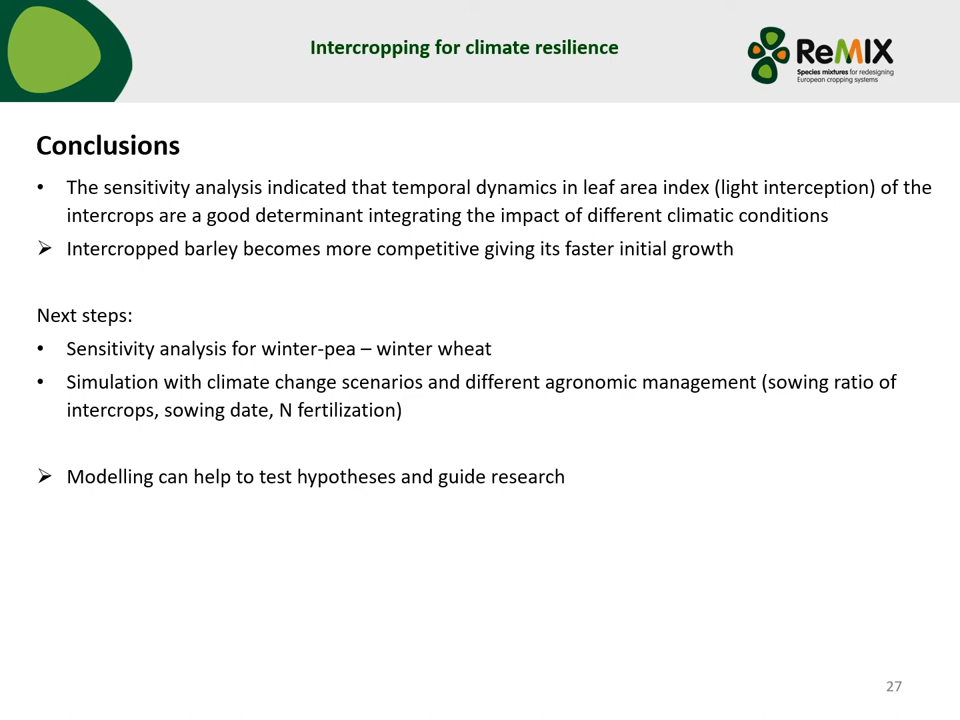 Intercropping for climate resilience
ReMIX
Species mixtures for redesigning
European cropping systems
Conclusions
• The sensitivity analysis indicated that temporal dynamics in leaf area index (light interception) of the
intercrops are a good determinant integrating the impact of different climatic conditions
➢ Intercropped barley becomes more competitive giving its faster initial growth
Next steps:
• Sensitivity analysis for winter-pea – winter wheat
• Simulation with climate change scenarios and different agronomic management (sowing ratio of
intercrops, sowing date, N fertilization)
➢ Modelling can help to test hypotheses and guide research
27